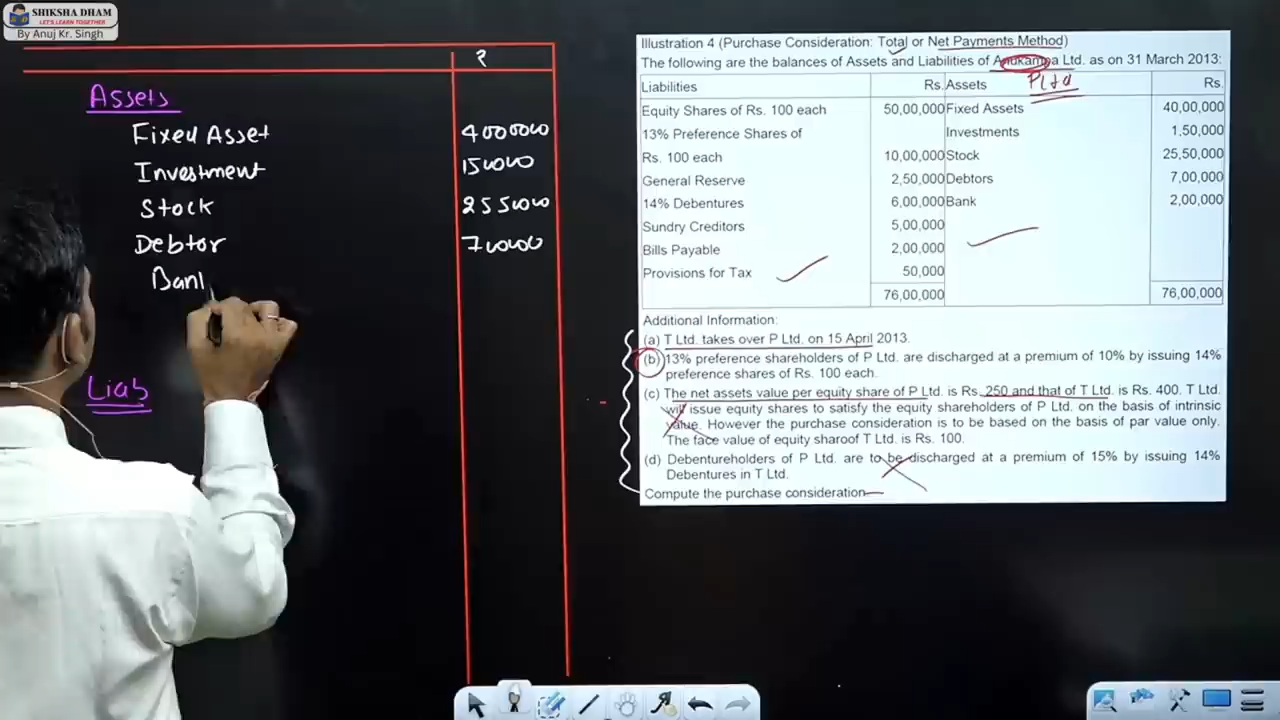 SHIKSHA DHAM
LET'S LEARN TOGETHER
By Anuj Kr. Singh
₹
Assets
Fixed Asset 4000000
Investment 150000
Stock 2550000
Debtor 700000
Ban
Liab
Illustration 4 (Purchase Consideration: Total or Net Payments Method)
The following are the balances of Assets and Liabilities of Anukampa Ltd. as on 31 March 2013:
P Ltd
Liabilities Rs. Assets Rs.
Equity Shares of Rs. 100 each 50,00,000 Fixed Assets 40,00,000
13% Preference Shares of Investments 1,50,000
Rs. 100 each 10,00,000 Stock 25,50,000
General Reserve 2,50,000 Debtors 7,00,000
14% Debentures 6,00,000 Bank 2,00,000
Sundry Creditors 5,00,000
Bills Payable 2,00,000
Provisions for Tax 50,000
76,00,000 76,00,000
Additional Information:
(a) T Ltd. takes over P Ltd. on 15 April 2013.
(b) 13% preference shareholders of P Ltd. are discharged at a premium of 10% by issuing 14%
preference shares of Rs. 100 each.
(c) The net assets value per equity share of P Ltd. is Rs. 250 and that of T Ltd. is Rs. 400. T Ltd.
will issue equity shares to satisfy the equity shareholders of P Ltd. on the basis of intrinsic
value. However the purchase consideration is to be based on the basis of par value only.
The face value of equity sharoof T Ltd. is Rs. 100.
(d) Debentureholders of P Ltd. are to be discharged at a premium of 15% by issuing 14%
Debentures in T Ltd.
Compute the purchase consideration